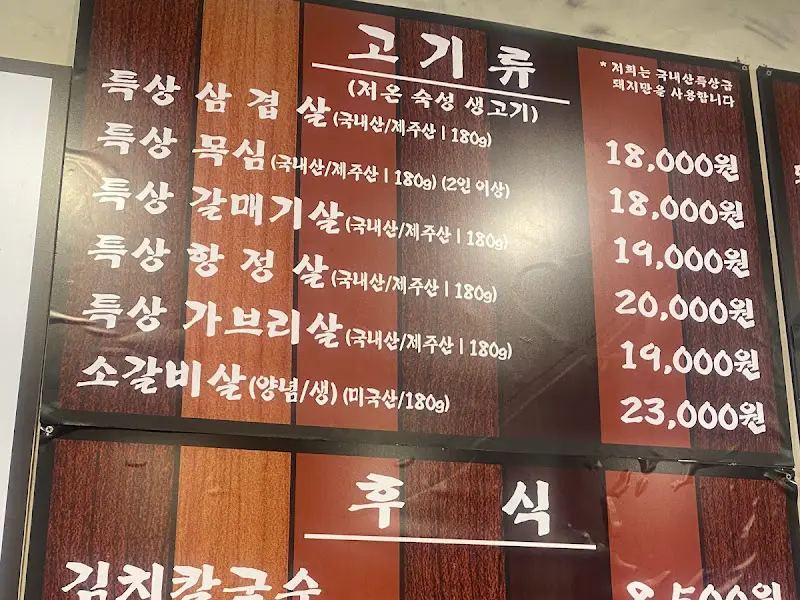 고기류
(저온 숙성 생고기)
* 저희는 국내산특상급
돼지만을 사용합니다
특상 삼겹살(국내산/제주산 | 180g) 18,000원
특상 목심(국내산/제주산 | 180g) (2인 이상) 18,000원
특상 갈매기살(국내산/제주산 | 180g) 19,000원
특상 항정살(국내산/제주산 | 180g) 20,000원
특상 가브리살(국내산/제주산 | 180g) 19,000원
소갈비살(양념/생) (미국산/180g) 23,000원
후식
김치칼국수 8,500원